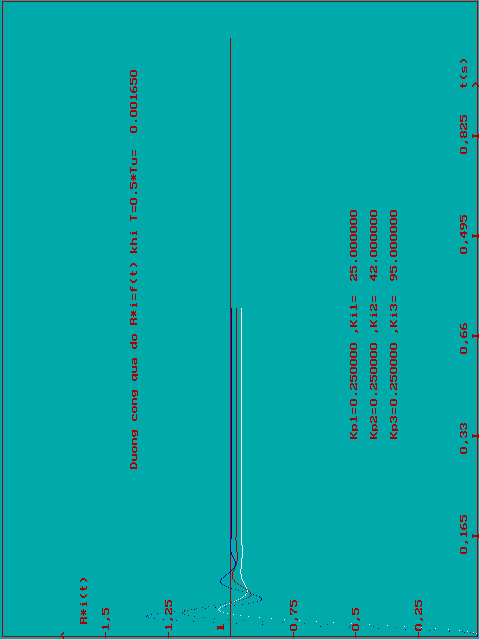 R*i(t)
1,5
1,25
1
0,75
0,5
0,25
Duong cong qua do R*i=f(t) khi T=0.5*Tu= 0.001650
Kp1=0.250000 ,Ki1= 25.000000
Kp2=0.250000 ,Ki2= 42.000000
Kp3=0.250000 ,Ki3= 95.000000
0,165 0,33 0,66 0,495 0,825 t(s)